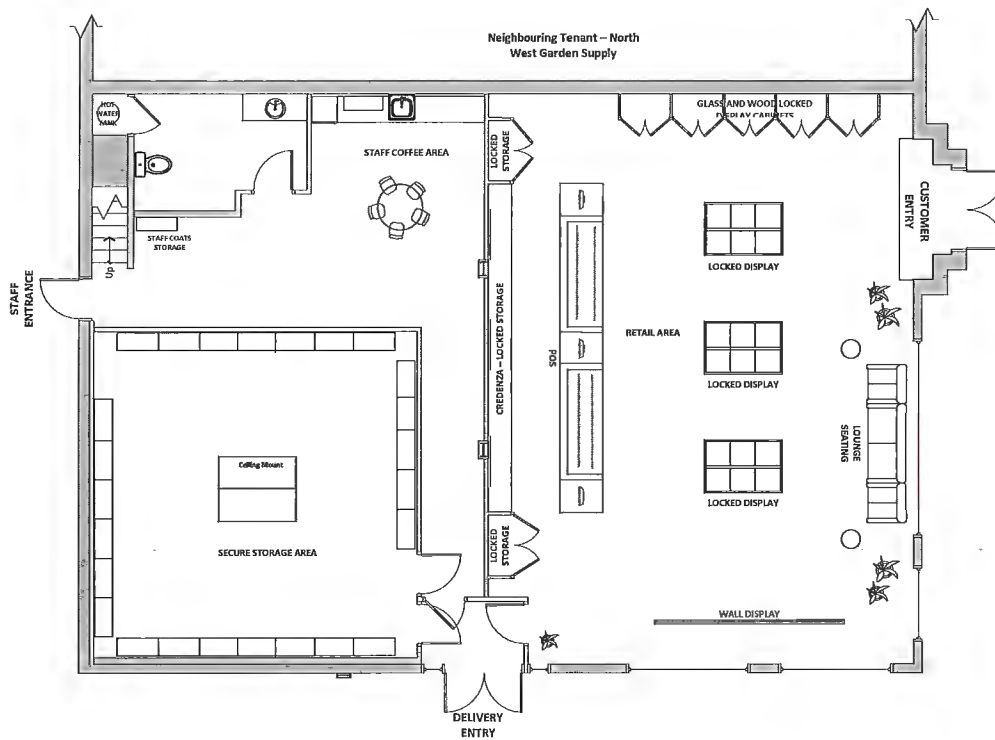 Neighbouring Tenant – North
West Garden Supply
HOT
WATER
TANK
GLASS AND WOOD LOCKED
DISPLAY CABINETS
STAFF COFFEE AREA
LOCKED
STORAGE
CUSTOMER
ENTRY
STAFF COATS
STORAGE
Up
LOCKED DISPLAY
STAFF
ENTRANCE
CREDENZA – LOCKED STORAGE
POS
RETAIL AREA
LOCKED DISPLAY
LOUNGE
SEATING
Ceiling Mount
LOCKED DISPLAY
SECURE STORAGE AREA
LOCKED
STORAGE
WALL DISPLAY
DELIVERY
ENTRY